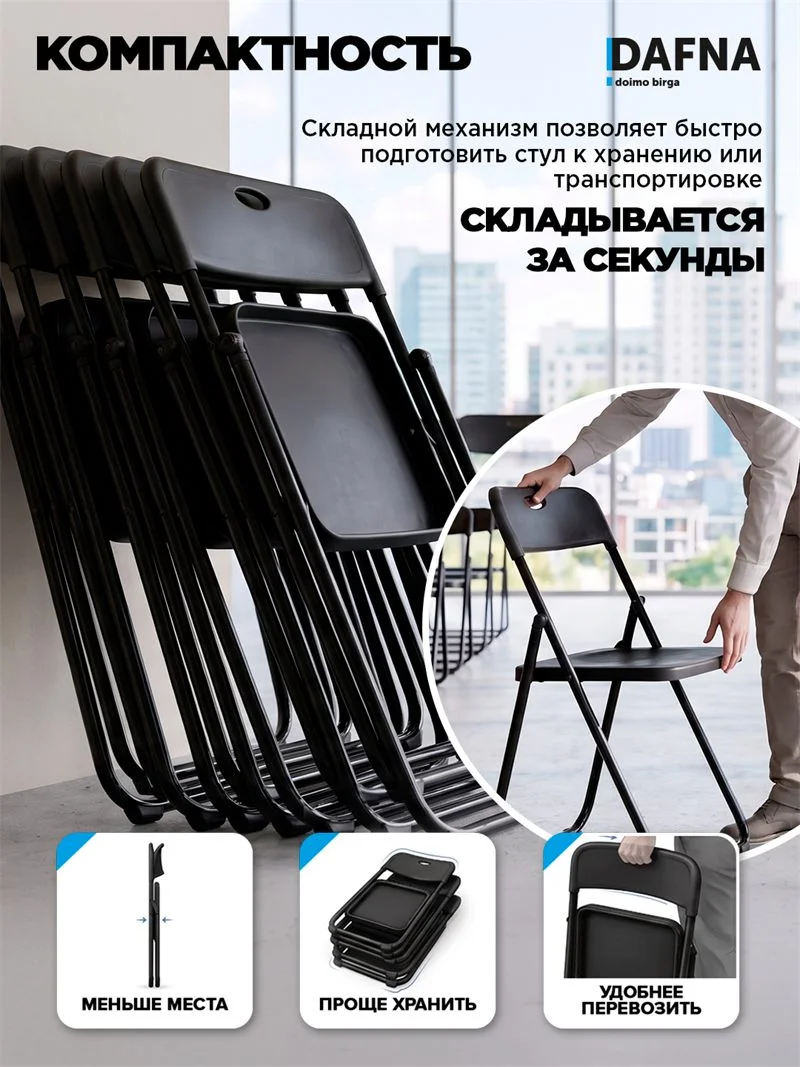 КОМПАКТНОСТЬ
DAFNA
doimo birga
Складной механизм позволяет быстро
подготовить стул к хранению или
транспортировке
СКЛАДЫВАЕТСЯ
ЗА СЕКУНДЫ
МЕНЬШЕ МЕСТА
ПРОЩЕ ХРАНИТЬ
УДОБНЕЕ
ПЕРЕВОЗИТЬ